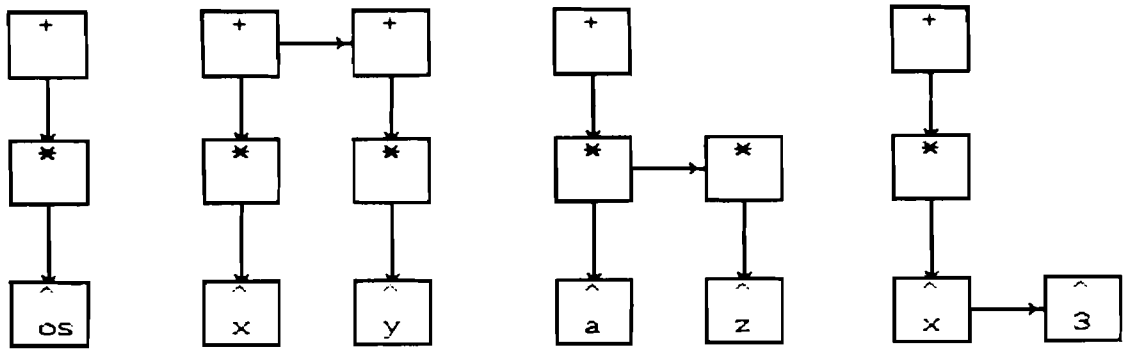 + + + + +
* * * * * *
^ ^ ^ ^ ^ ^ ^
os x y a z x 3